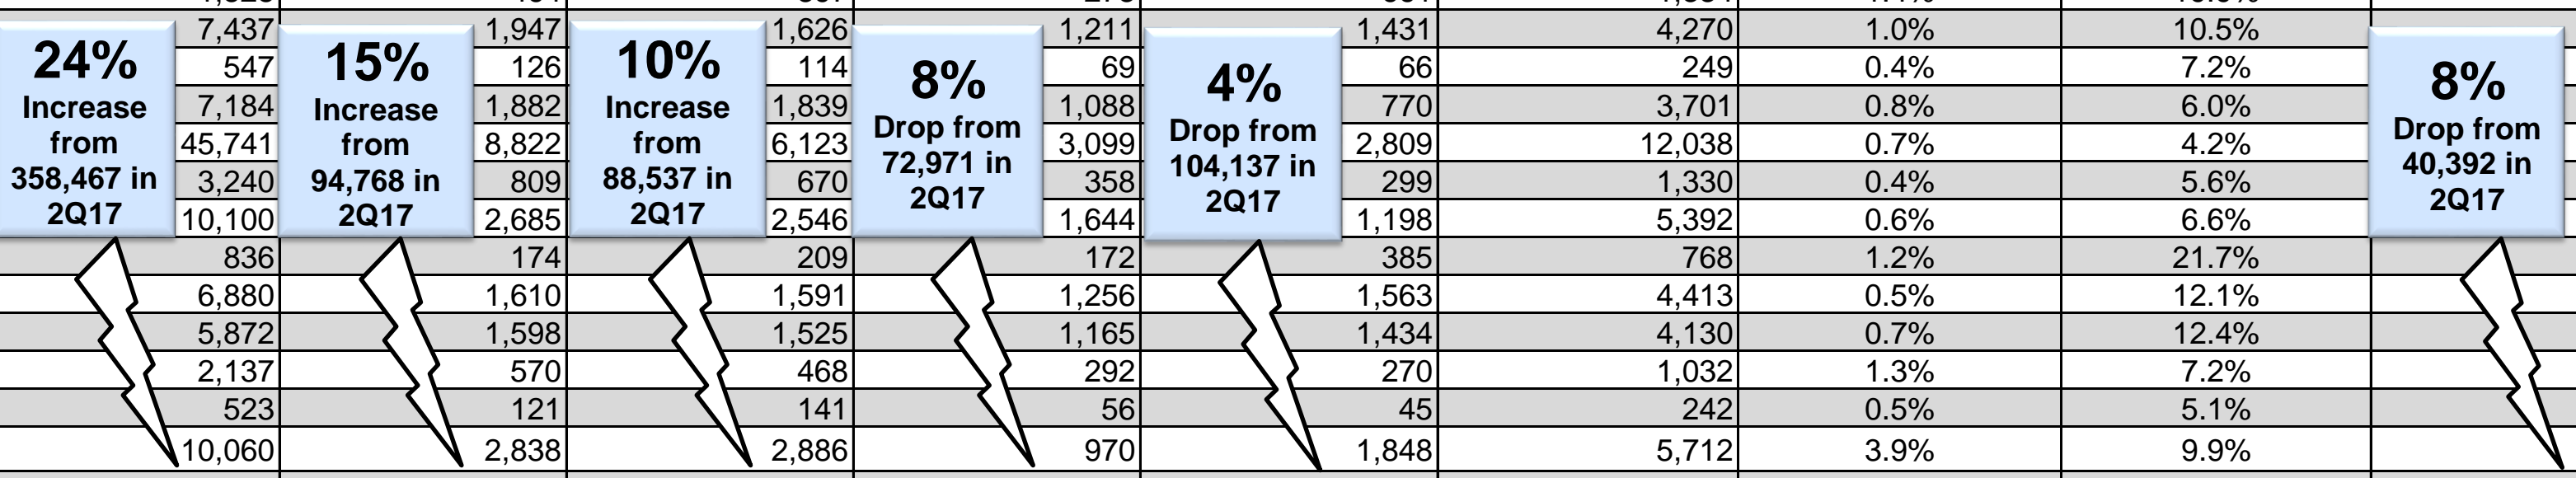 7,437 1,947 1,626 1,211 1,431 4,270 1.0% 10.5%
547 126 114 69 66 249 0.4% 7.2%
7,184 1,882 1,839 1,088 770 3,701 0.8% 6.0%
45,741 8,822 6,123 3,099 2,809 12,038 0.7% 4.2%
3,240 809 670 358 299 1,330 0.4% 5.6%
10,100 2,685 2,546 1,644 1,198 5,392 0.6% 6.6%
836 174 209 172 385 768 1.2% 21.7%
6,880 1,610 1,591 1,256 1,563 4,413 0.5% 12.1%
5,872 1,598 1,525 1,165 1,434 4,130 0.7% 12.4%
2,137 570 468 292 270 1,032 1.3% 7.2%
523 121 141 56 45 242 0.5% 5.1%
10,060 2,838 2,886 970 1,848 5,712 3.9% 9.9%
24%
Increase
from
358,467 in
2Q17
15%
Increase
from
94,768 in
2Q17
10%
Increase
from
88,537 in
2Q17
8%
Drop from
72,971 in
2Q17
4%
Drop from
104,137 in
2Q17
8%
Drop from
40,392 in
2Q17